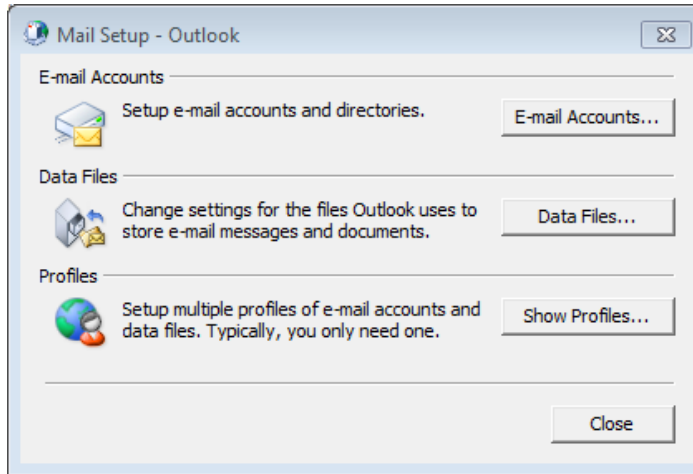 Mail Setup - Outlook
E-mail Accounts
Setup e-mail accounts and directories.
E-mail Accounts...
Data Files
Change settings for the files Outlook uses to
store e-mail messages and documents.
Data Files...
Profiles
Setup multiple profiles of e-mail accounts and
data files. Typically, you only need one.
Show Profiles...
Close